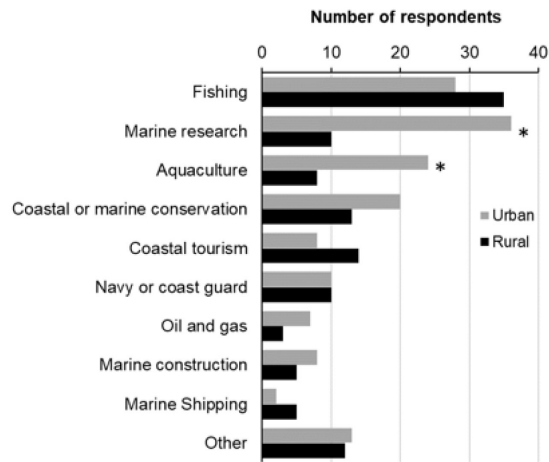 Number of respondents
0 10 20 30 40
Fishing
Marine research
*
Aquaculture
*
Coastal or marine conservation
Urban
Coastal tourism
Rural
Navy or coast guard
Oil and gas
Marine construction
Marine Shipping
Other